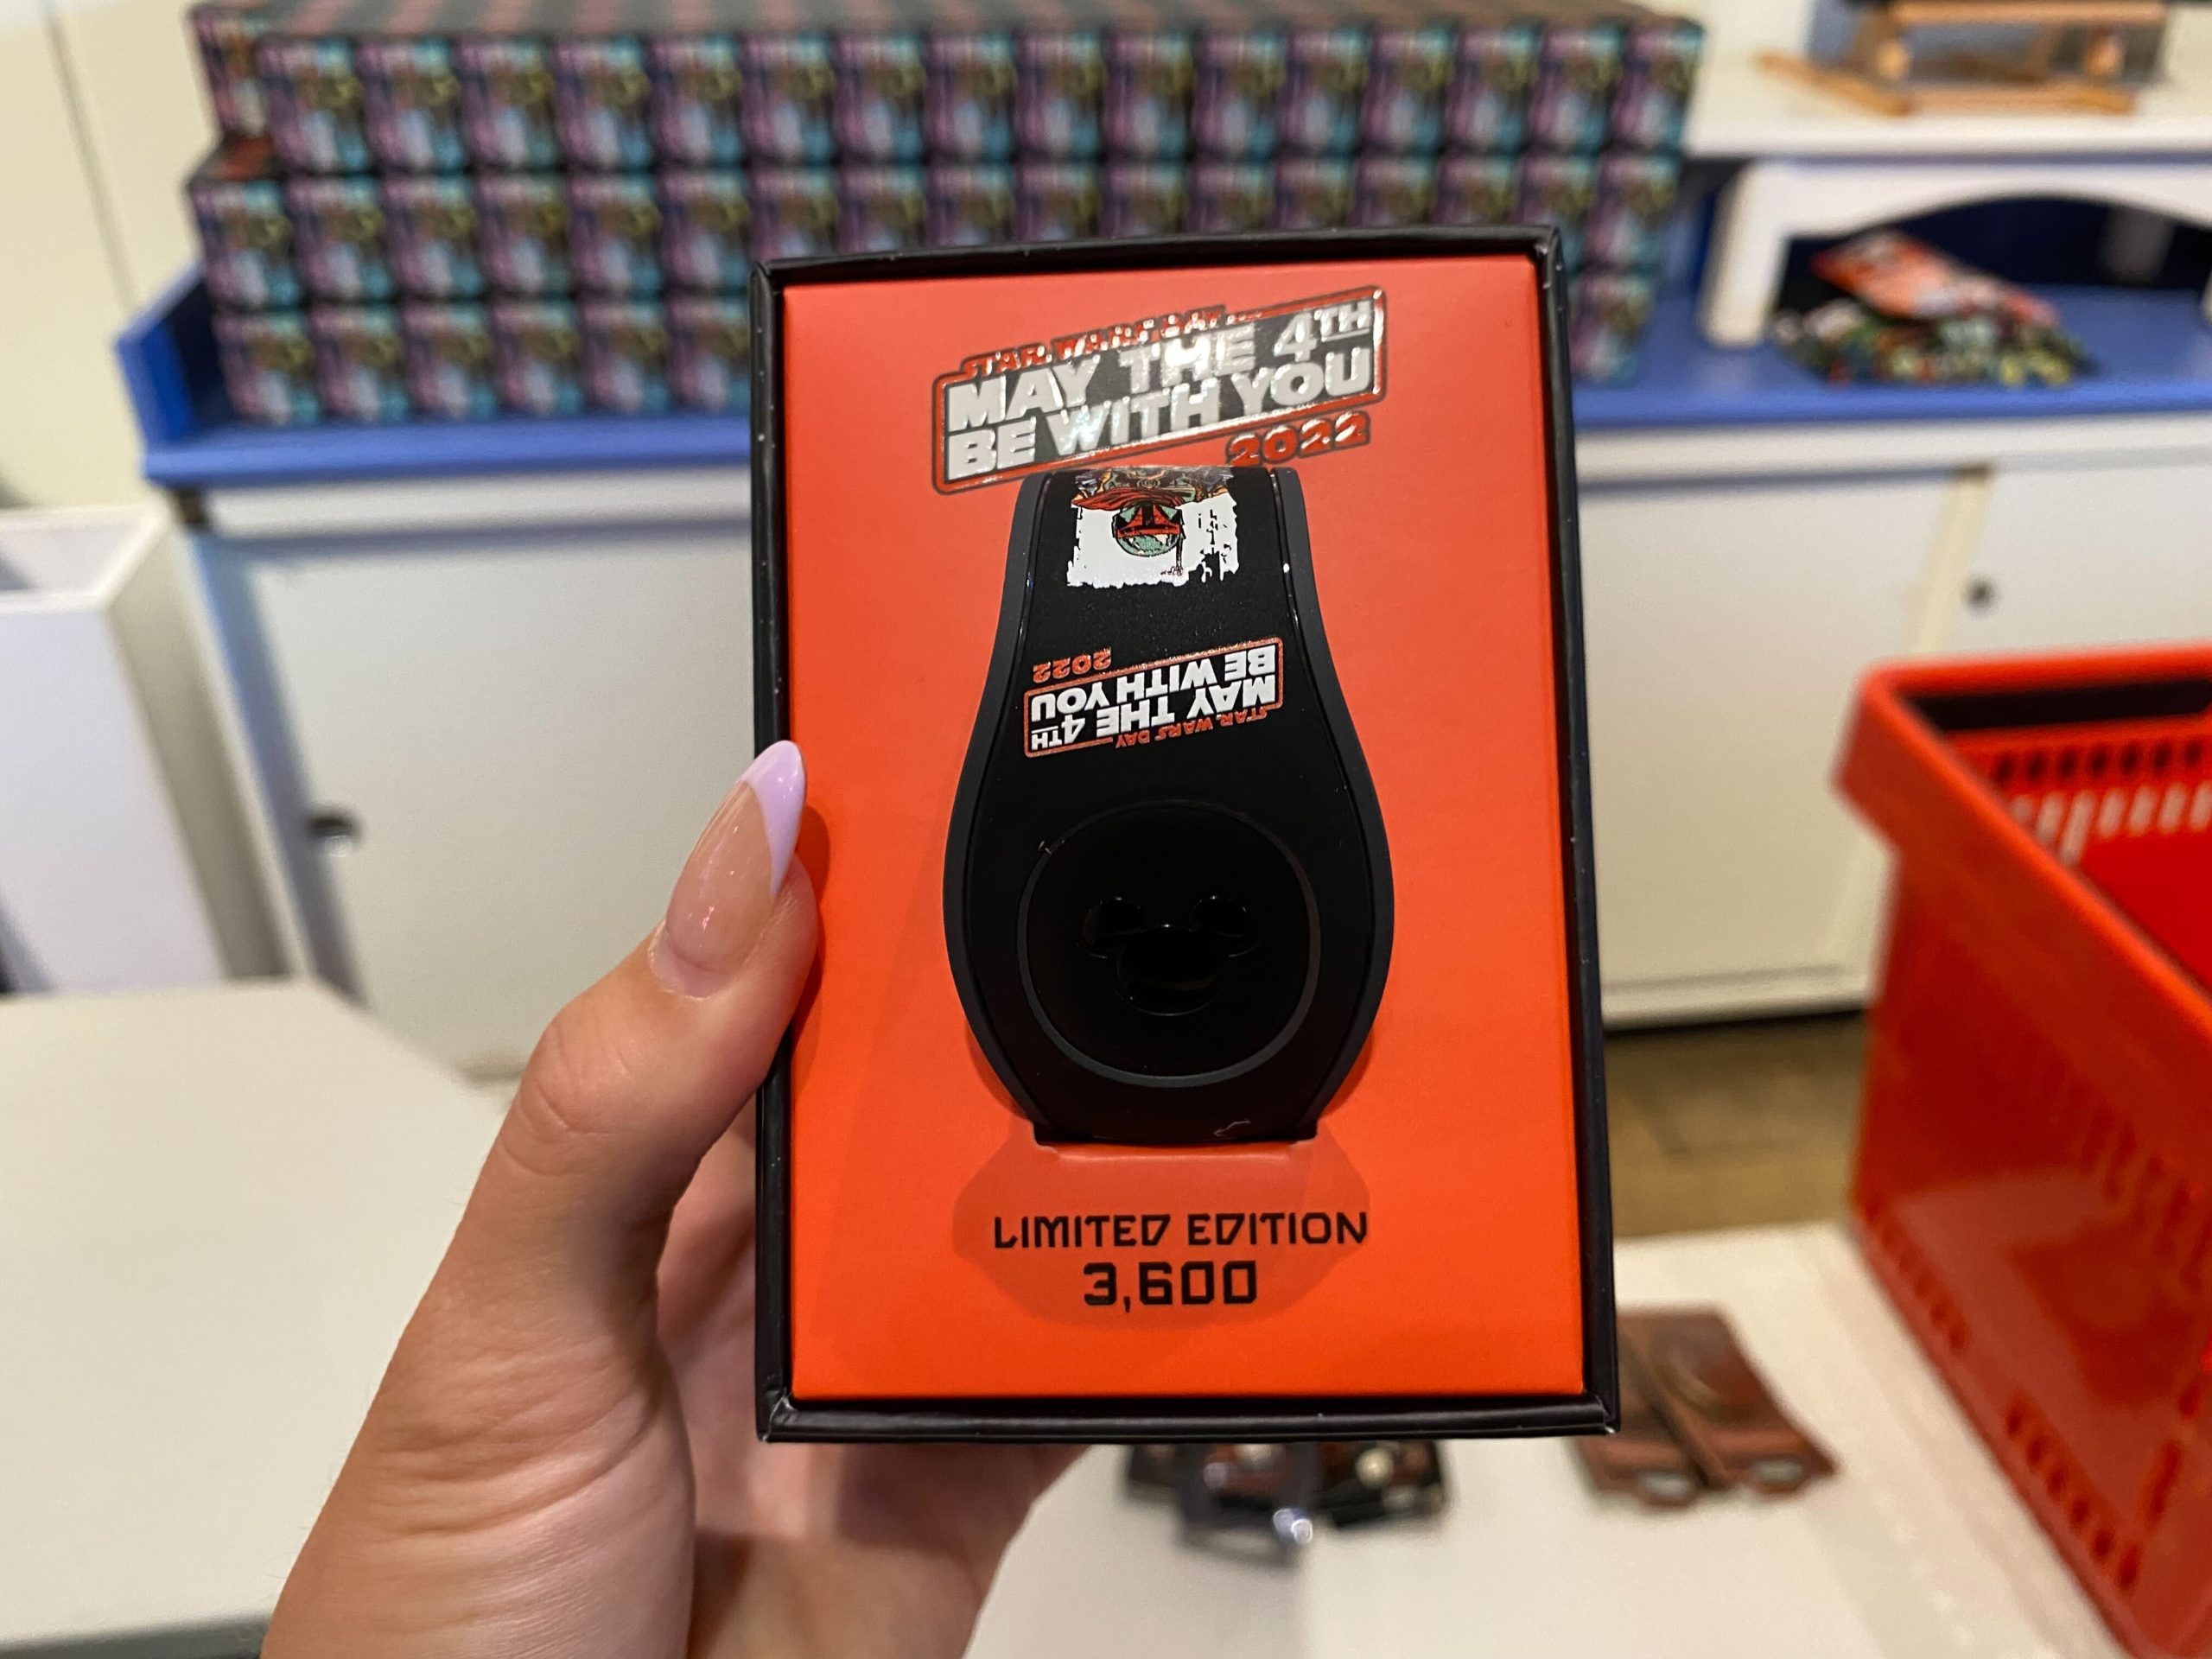 STAR WARS DAY
MAY THE 4TH
BE WITH YOU
2022
STAR WARS DAY
MAY THE 4TH
BE WITH YOU
2022
LIMITED EDITION
3,600